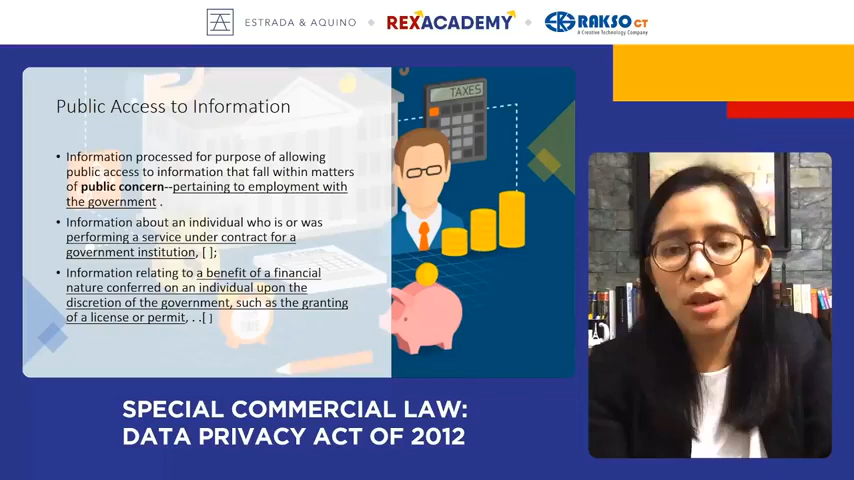 ESTRADA & AQUINO
REXACADEMY
RAKSO CT
A Creative Technology Company
TAXES
Public Access to Information
• Information processed for purpose of allowing
public access to information that fall within matters
of public concern--pertaining to employment with
the government .
• Information about an individual who is or was
performing a service under contract for a
government institution, [ ];
• Information relating to a benefit of a financial
nature conferred on an individual upon the
discretion of the government, such as the granting
of a license or permit, . .[ ]
SPECIAL COMMERCIAL LAW:
DATA PRIVACY ACT OF 2012